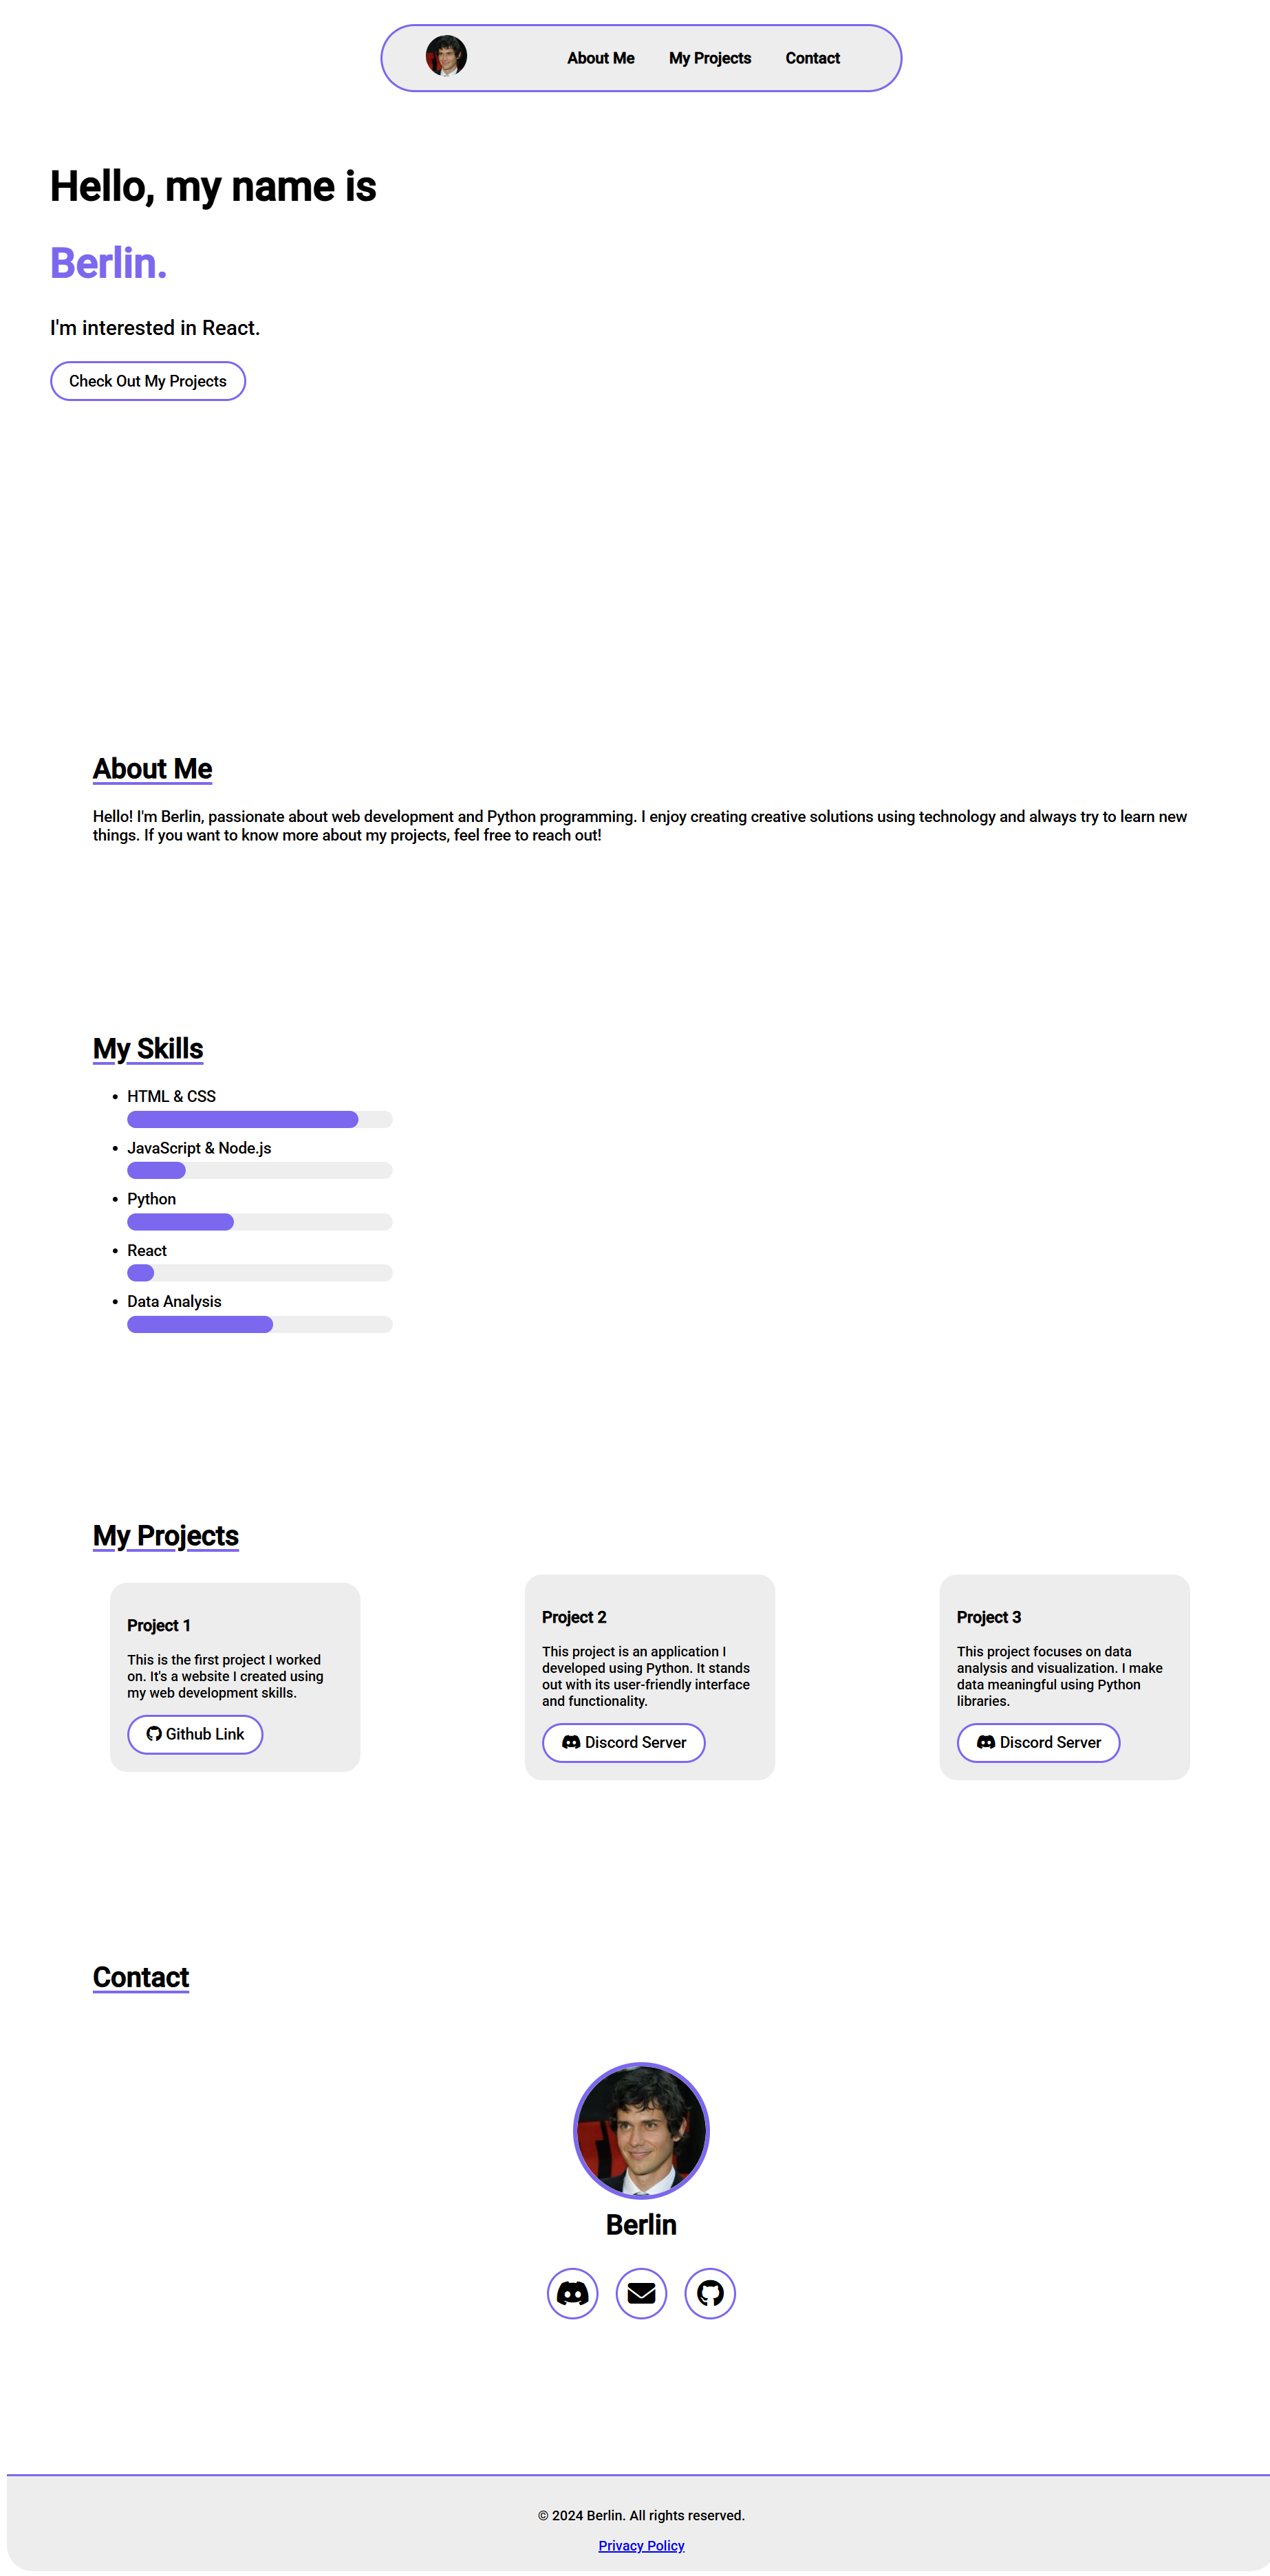 About Me My Projects Contact
Hello, my name is
Berlin.
I'm interested in React.
Check Out My Projects
About Me
Hello! I'm Berlin, passionate about web development and Python programming. I enjoy creating creative solutions using technology and always try to learn new
things. If you want to know more about my projects, feel free to reach out!
My Skills
HTML & CSS
JavaScript & Node.js
Python
React
Data Analysis
My Projects
Project 1
This is the first project I worked
on. It's a website I created using
my web development skills.
Github Link
Project 2
This project is an application I
developed using Python. It stands
out with its user-friendly interface
and functionality.
Discord Server
Project 3
This project focuses on data
analysis and visualization. I make
data meaningful using Python
libraries.
Discord Server
Contact
Berlin
© 2024 Berlin. All rights reserved.
Privacy Policy